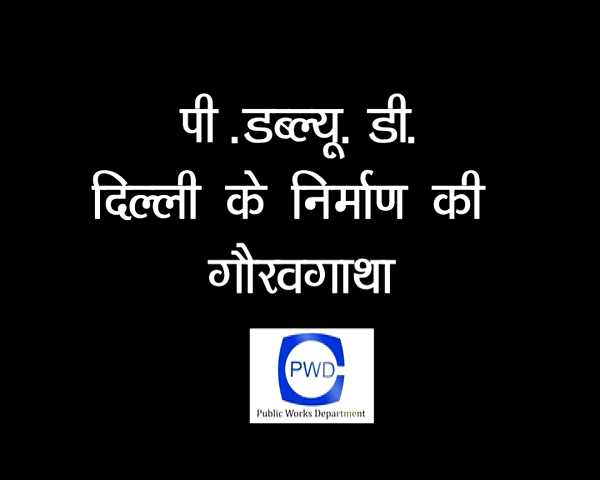 पी .डब्ल्यू. डी.
दिल्ली के निर्माण की
गौरवगाथा
PWD
Public Works Department